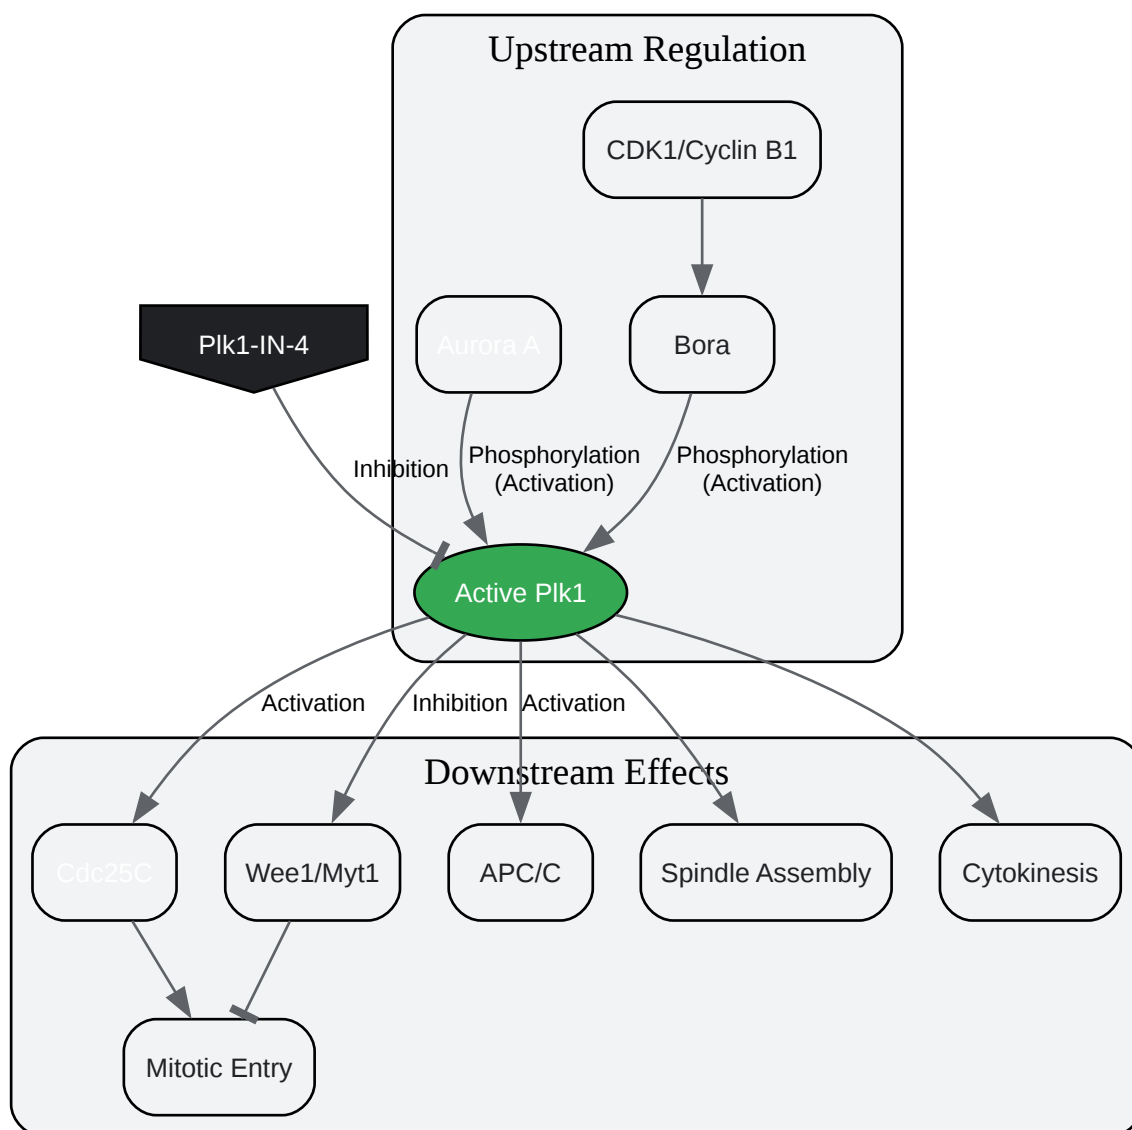 Upstream Regulation
CDK1/Cyclin B1
Plk1-IN-4
Aurora A
Bora
Inhibition
Phosphorylation
(Activation)
Phosphorylation
(Activation)
Active Plk1
Activation
Inhibition
Activation
Downstream Effects
Cdc25C
Wee1/Myt1
APC/C
Spindle Assembly
Cytokinesis
Mitotic Entry